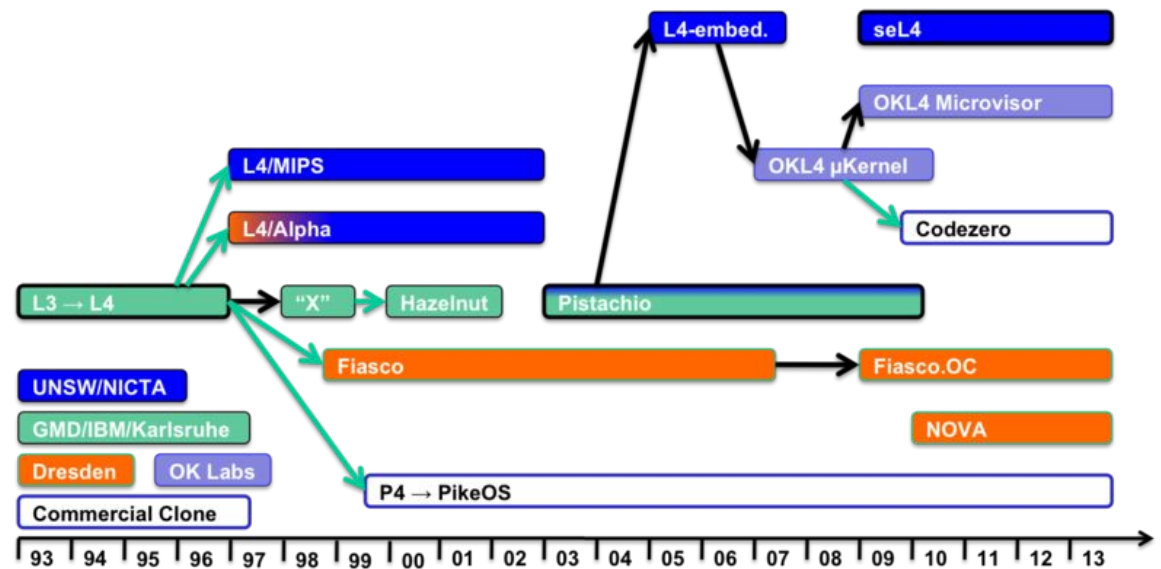 L4-embed.
seL4
OKL4 Microvisor
L4/MIPS
OKL4 µKernel
L4/Alpha
Codezero
L3 → L4
“X”
Hazelnut
Pistachio
Fiasco
Fiasco.OC
UNSW/NICTA
GMD/IBM/Karlsruhe
NOVA
Dresden
OK Labs
P4 → PikeOS
Commercial Clone
93 94 95 96 97 98 99 00 01 02 03 04 05 06 07 08 09 10 11 12 13